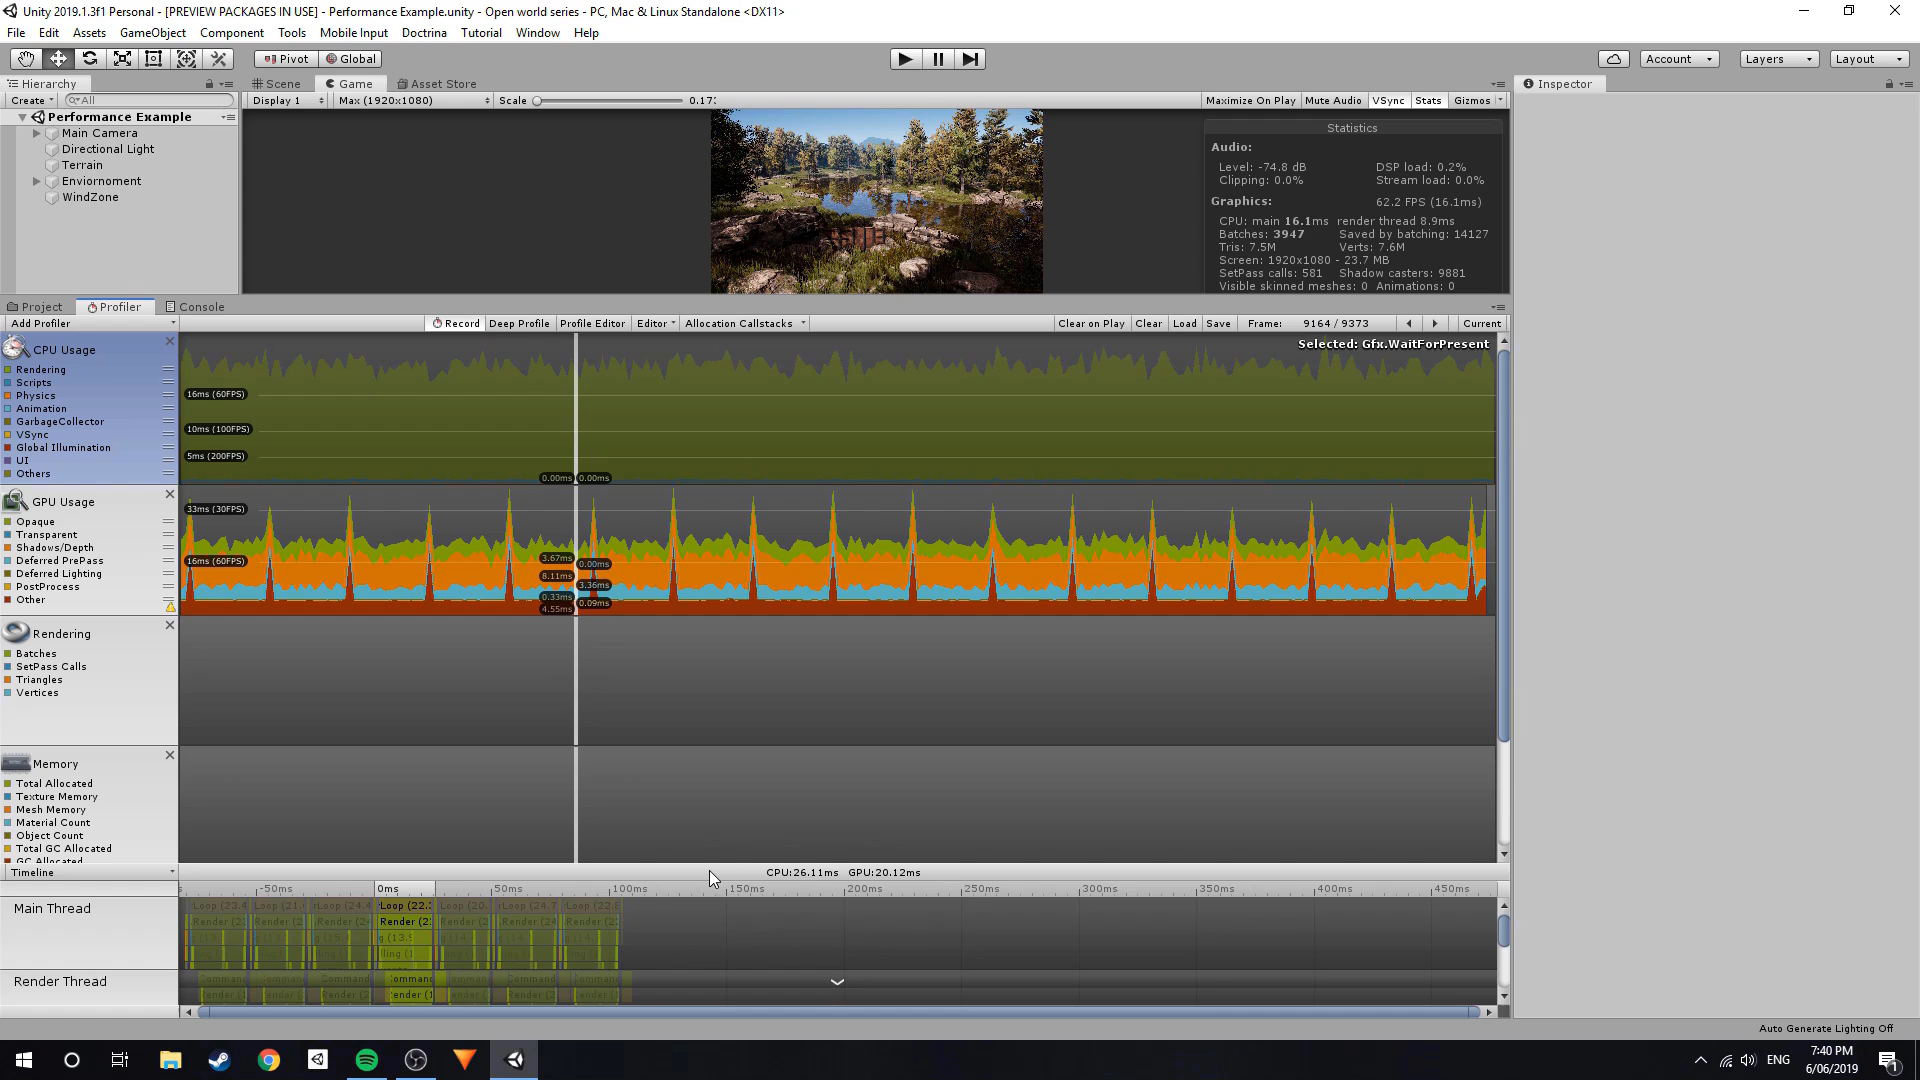 Unity 2019.1.3f1 Personal - [PREVIEW PACKAGES IN USE] - Performance Example.unity - Open world series - PC, Mac & Linux Standalone <DX11>
File Edit Assets GameObject Component Tools Mobile Input Doctrina Tutorial Window Help
Pivot Global
Account Layers Layout
Hierarchy
Scene Game Asset Store
Inspector
Create All
Display 1 Max (1920x1080) Scale 0.17
Maximize On Play Mute Audio VSync Stats Gizmos
Performance Example
Main Camera
Directional Light
Terrain
Enviornoment
WindZone
Statistics
Audio:
Level: -74.8 dB DSP load: 0.2%
Clipping: 0.0% Stream load: 0.0%
Graphics: 62.2 FPS (16.1ms)
CPU: main 16.1ms render thread 8.9ms
Batches: 3947 Saved by batching: 14127
Tris: 7.5M Verts: 7.6M
Screen: 1920x1080 - 23.7 MB
SetPass calls: 581 Shadow casters: 9881
Visible skinned meshes: 0 Animations: 0
Project Profiler Console
Add Profiler
Record Deep Profile Profile Editor Editor Allocation Callstacks
Clear on Play Clear Load Save Frame: 9164 / 9373 Current
Selected: Gfx.WaitForPresent
CPU Usage
Rendering
Scripts
Physics
Animation
GarbageCollector
VSync
Global Illumination
UI
Others
16ms (60FPS)
10ms (100FPS)
5ms (200FPS)
0.00ms 0.00ms
GPU Usage
Opaque
Transparent
Shadows/Depth
Deferred PrePass
Deferred Lighting
PostProcess
Other
33ms (30FPS)
16ms (60FPS)
3.67ms 0.00ms
8.11ms 3.36ms
0.33ms 0.09ms
4.55ms
Rendering
Batches
SetPass Calls
Triangles
Vertices
Memory
Total Allocated
Texture Memory
Mesh Memory
Material Count
Object Count
Total GC Allocated
GC Allocated
Timeline
CPU:26.11ms GPU:20.12ms
-50ms 0ms 50ms 100ms 150ms 200ms 250ms 300ms 350ms 400ms 450ms
Main Thread
Render Thread
Auto Generate Lighting Off
ENG
7:40 PM
6/06/2019
1